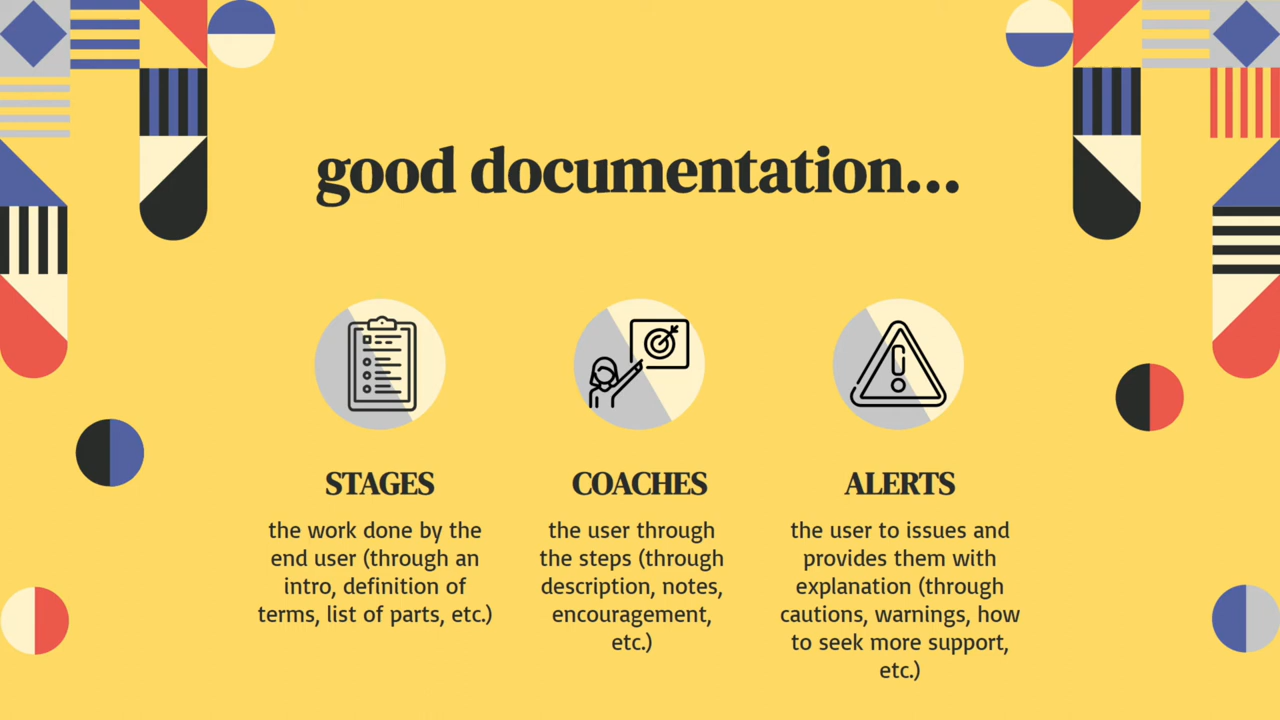 good documentation...
STAGES
the work done by the
end user (through an
intro, definition of
terms, list of parts, etc.)
COACHES
the user through
the steps (through
description, notes,
encouragement,
etc.)
ALERTS
the user to issues and
provides them with
explanation (through
cautions, warnings, how
to seek more support,
etc.)